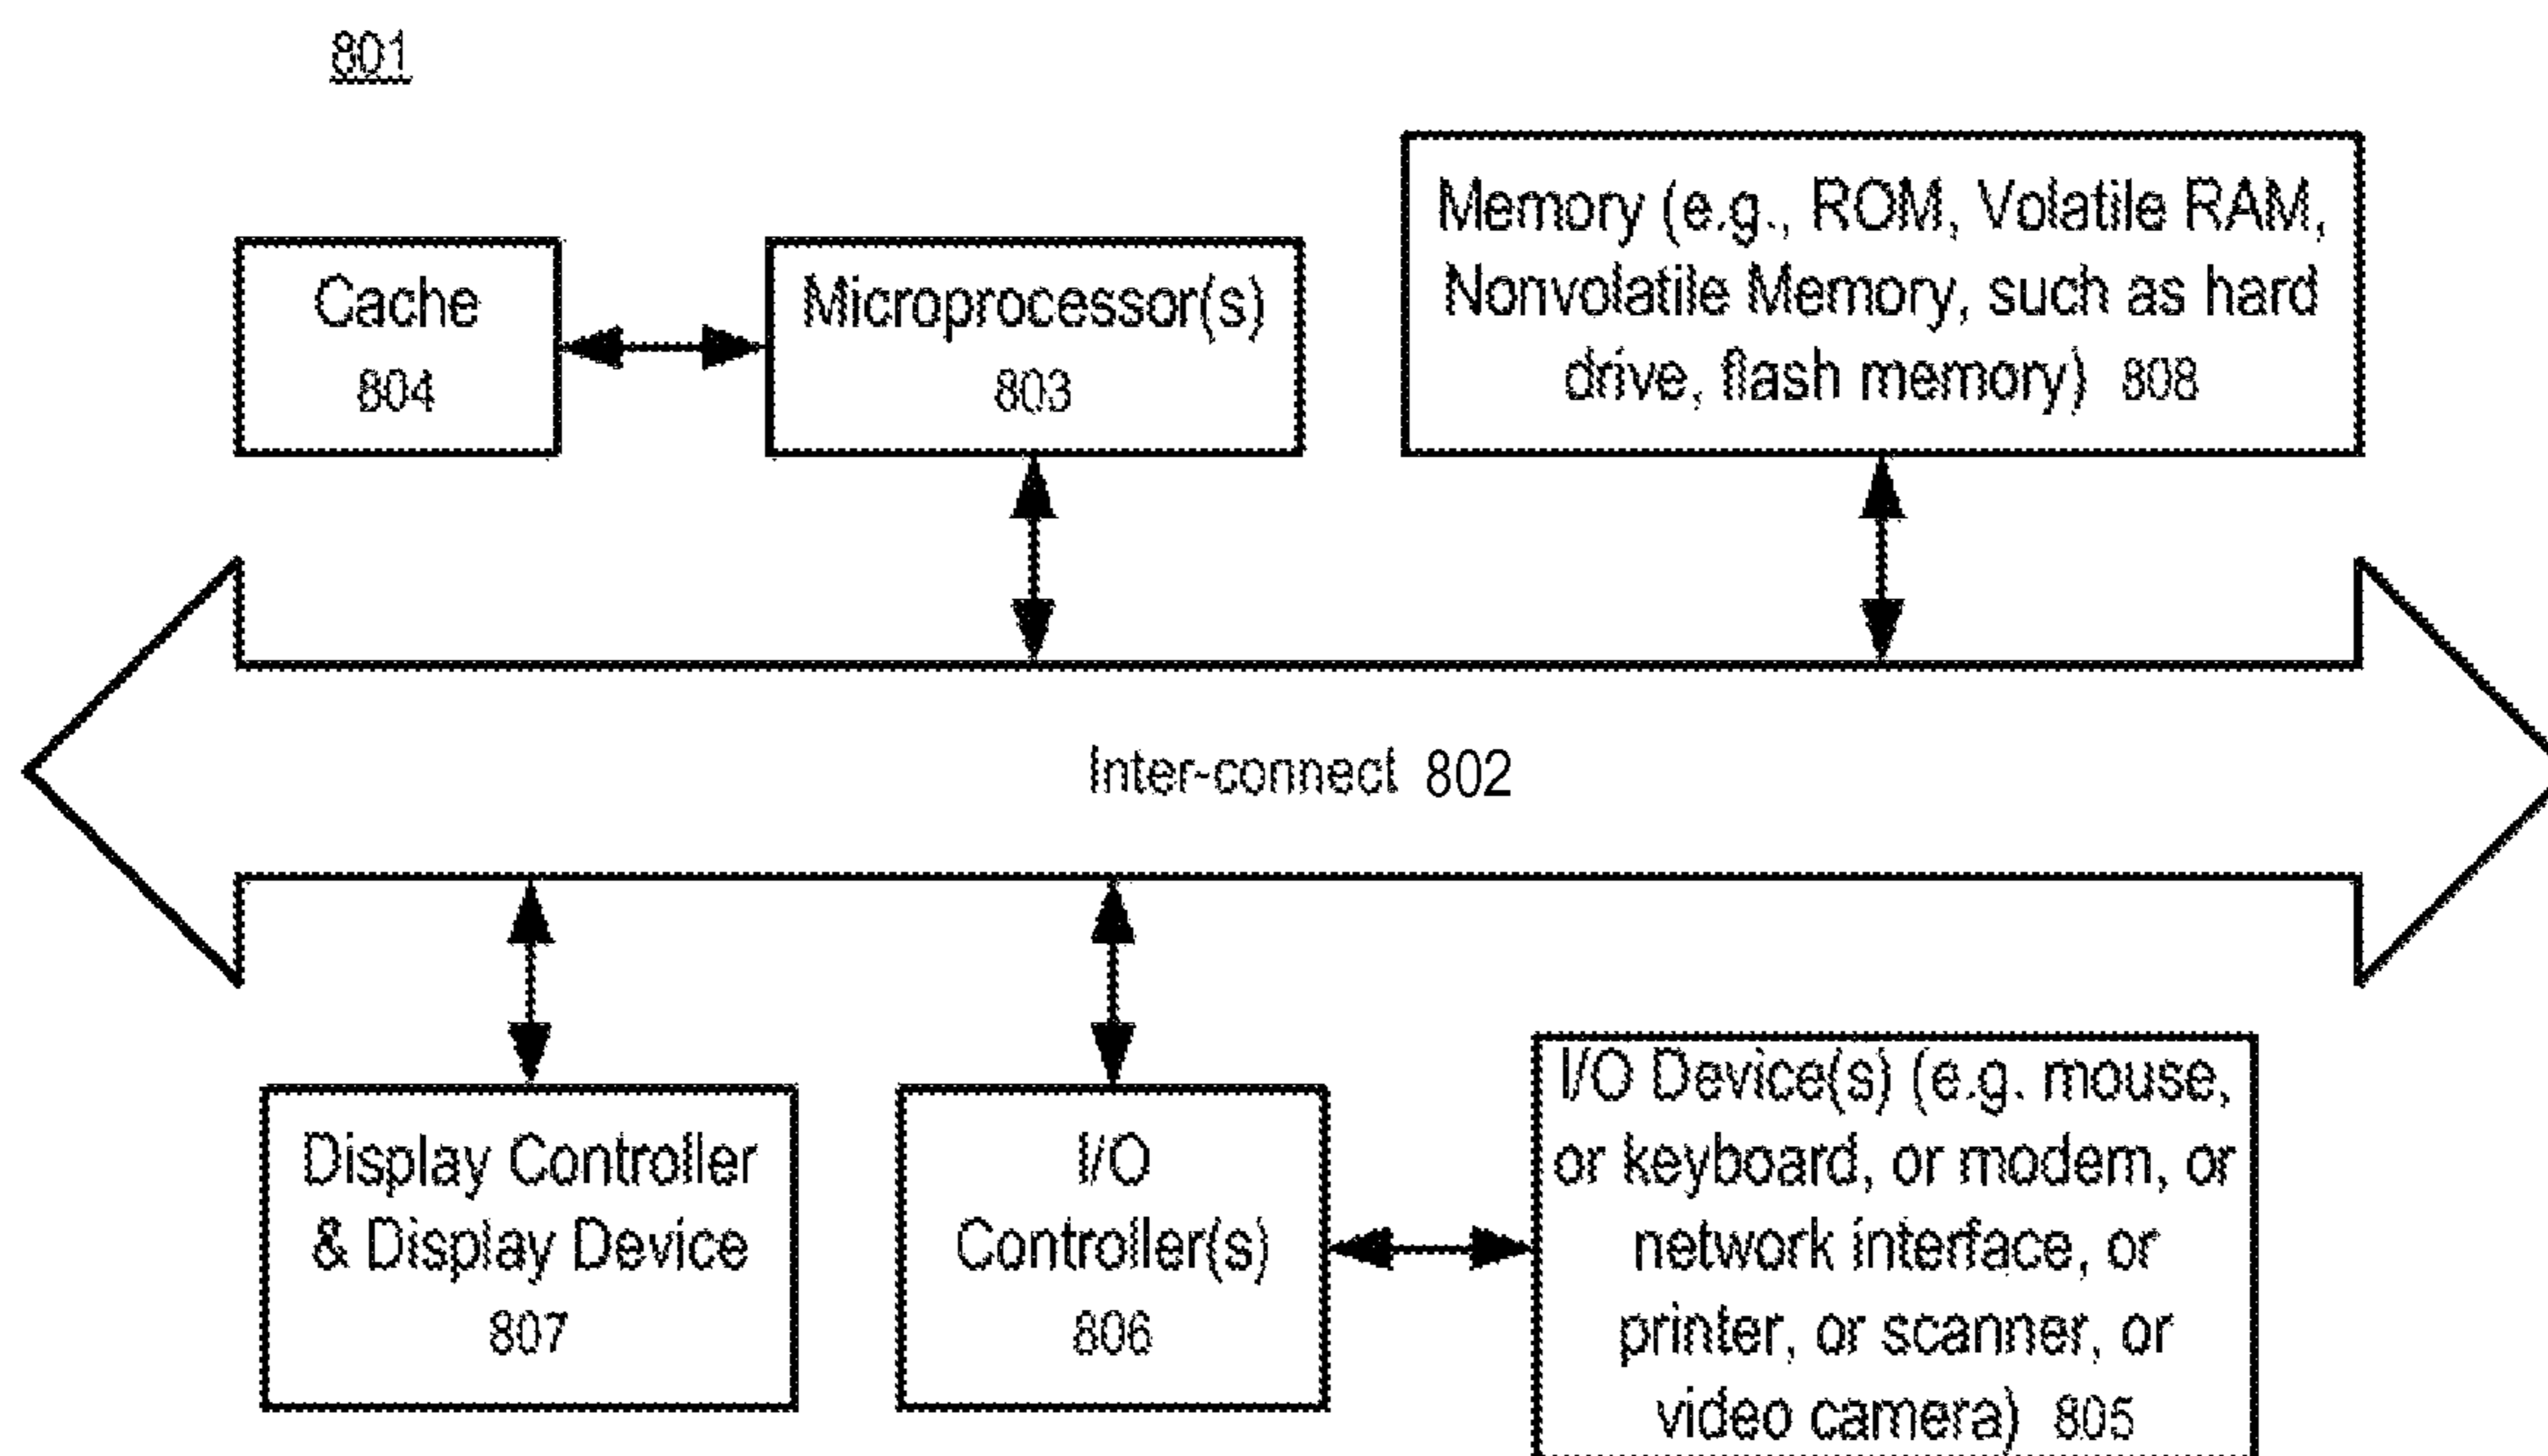 801
Cache
804
Microprocessor(s)
803
Memory (e.g., ROM, Volatile RAM,
Nonvolatile Memory, such as hard
drive, flash memory) 808
Inter-connect 802
Display Controller
& Display Device
807
I/O
Controller(s)
806
I/O Device(s) (e.g. mouse,
or keyboard, or modem, or
network interface, or
printer, or scanner, or
video camera) 805